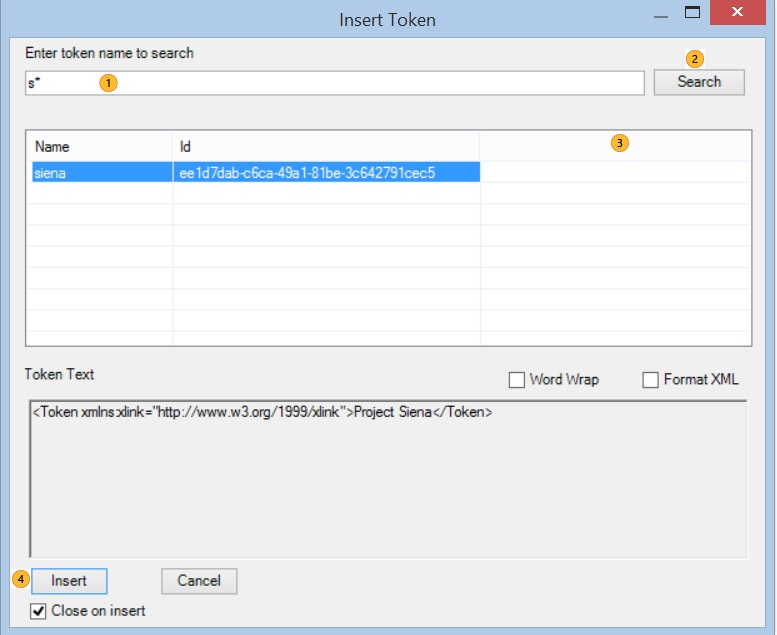 Insert Token
Enter token name to search
2
s* 1 Search
Name Id 3
siena ee1d7dab-c6ca-49a1-81be-3c642791cec5
Token Text Word Wrap Format XML
<Token xmlns:xlink="http://www.w3.org/1999/xlink">Project Siena</Token>
4 Insert Cancel
Close on insert